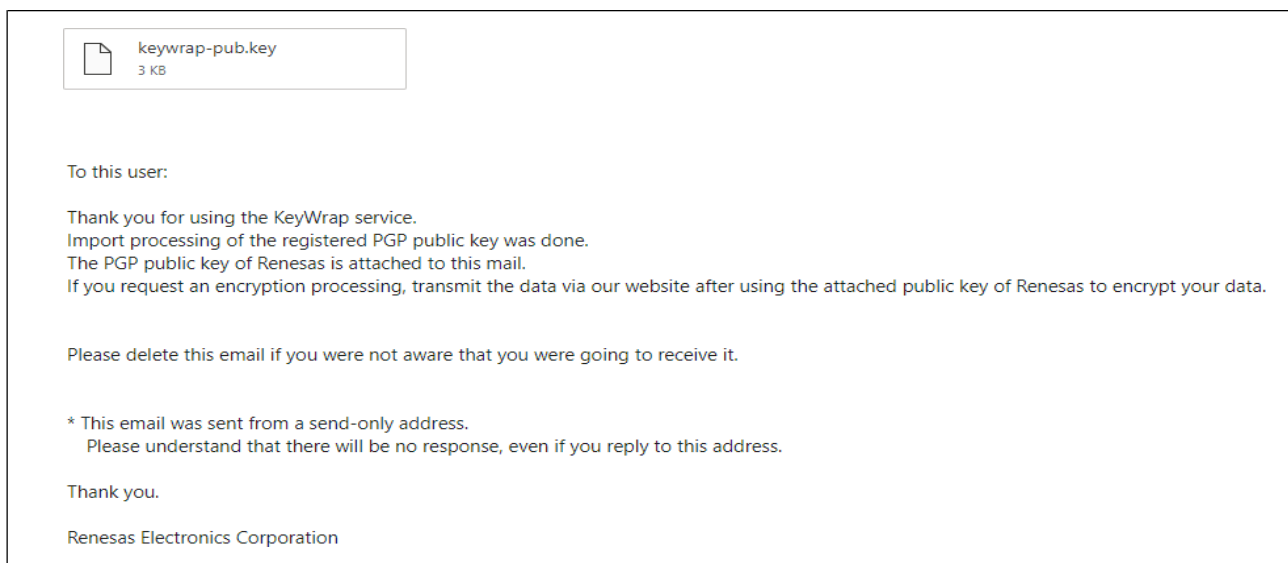 keywrap-pub.key
3 KB
To this user:
Thank you for using the KeyWrap service.
Import processing of the registered PGP public key was done.
The PGP public key of Renesas is attached to this mail.
If you request an encryption processing, transmit the data via our website after using the attached public key of Renesas to encrypt your data.
Please delete this email if you were not aware that you were going to receive it.
* This email was sent from a send-only address.
Please understand that there will be no response, even if you reply to this address.
Thank you.
Renesas Electronics Corporation